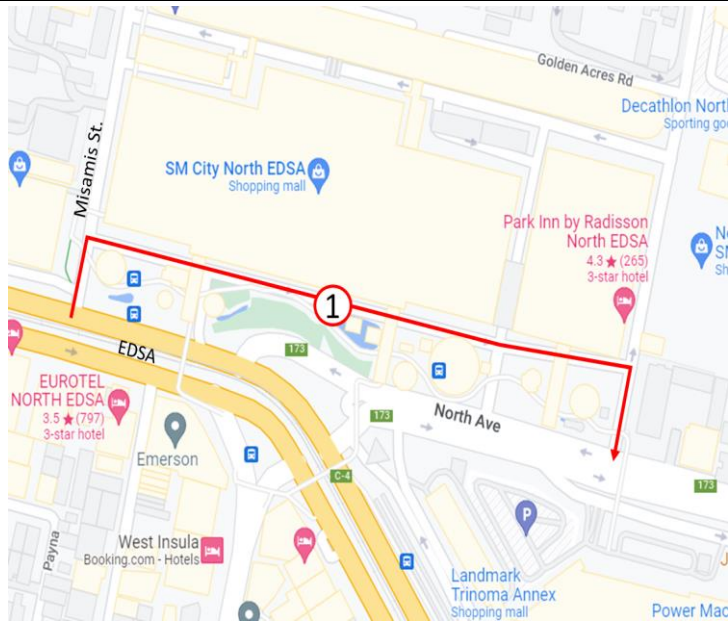 Golden Acres Rd
Decathlon North
Sporting goo
Misamis St.
SM City North EDSA
Shopping mall
Park Inn by Radisson
North EDSA
4.3 ★ (265)
3-star hotel
No
SM
Sh
1
EDSA
173
EUROTEL
NORTH EDSA
3.5 ★ (797)
3-star hotel
North Ave
173
Emerson
C-4
173
P
West Insula
Booking.com - Hotels
Payna
Landmark
Trinoma Annex
Shopping mall
J
Power Mac